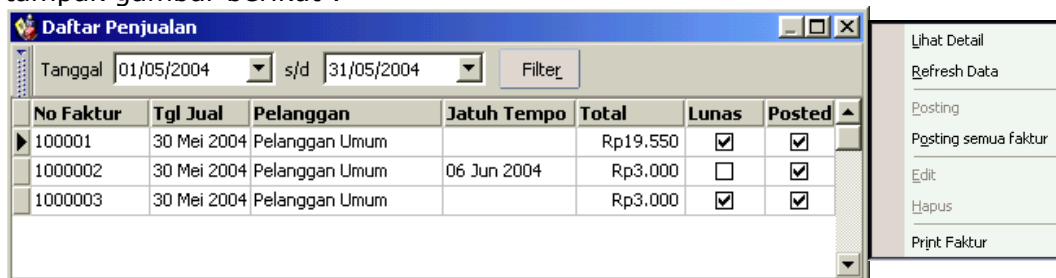 tampak gambar berikut :
Daftar Penjualan
Tanggal 01/05/2004 s/d 31/05/2004 Filter
No Faktur Tgl Jual Pelanggan Jatuh Tempo Total Lunas Posted
100001 30 Mei 2004 Pelanggan Umum Rp19.550
1000002 30 Mei 2004 Pelanggan Umum 06 Jun 2004 Rp3.000
1000003 30 Mei 2004 Pelanggan Umum Rp3.000
Lihat Detail
Refresh Data
Posting
Posting semua faktur
Edit
Hapus
Print Faktur